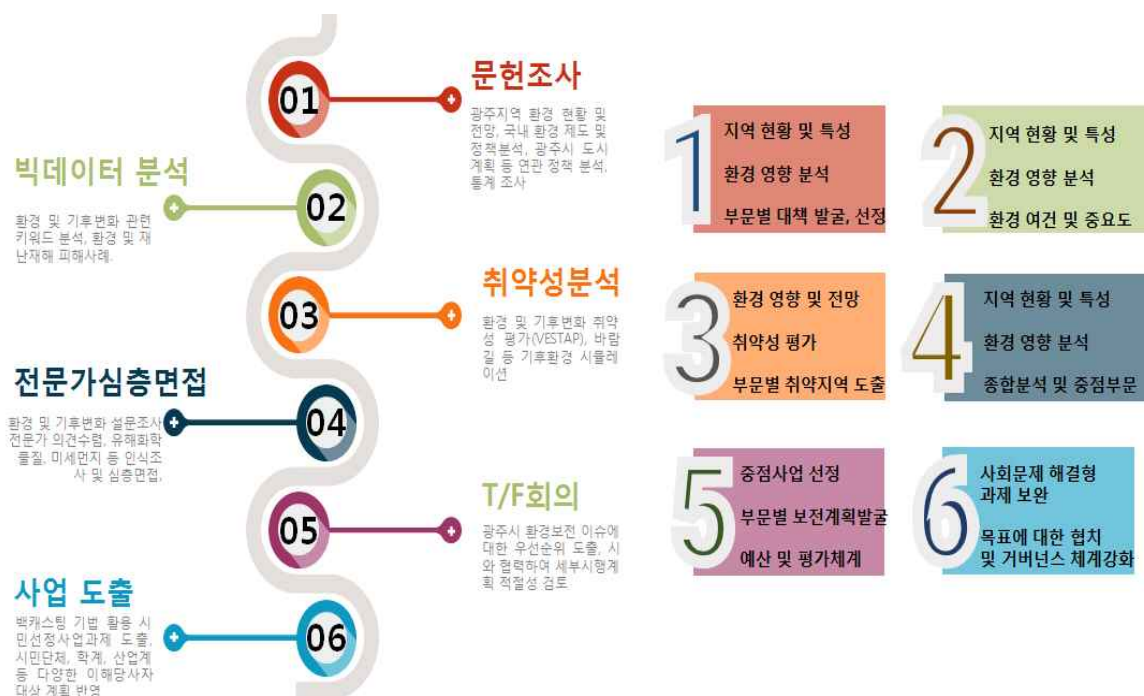 01
문헌조사
광주지역 환경 현황 및
전망, 국내 환경 제도 및
정책분석, 광주시 도시
계획 등 연관 정책 분석,
통계 조사
빅데이터 분석
환경 및 기후변화 관련
키워드 분석, 환경 및 재
난재해 피해사례.
02
03
취약성분석
환경 및 기후변화 취약
성 평가(VESTAP), 바람
길 등 기후환경 시뮬레
이션
전문가심층면접
환경 및 기후변화 설문조사
전문가 의견수렴, 유해화학
물질, 미세먼지 등 인식조
사 및 심층면접,
04
05
T/F회의
광주시 환경보전 이슈에
대한 우선순위 도출, 시
와 협력하여 세부시행계
획 적절성 검토
사업 도출
백캐스팅 기법 활용 시
민선정사업과제 도출,
시민단체, 학계, 산업계
등 다양한 이해당사자
대상 계획 반영
06
1
지역 현황 및 특성
환경 영향 분석
부문별 대책 발굴, 선정
2
지역 현황 및 특성
환경 영향 분석
환경 여건 및 중요도
3
환경 영향 및 전망
취약성 평가
부문별 취약지역 도출
4
지역 현황 및 특성
환경 영향 분석
종합분석 및 중점부문
5
중점사업 선정
부문별 보전계획발굴
예산 및 평가체계
6
사회문제 해결형
과제 보완
목표에 대한 협치
및 거버넌스 체계강화